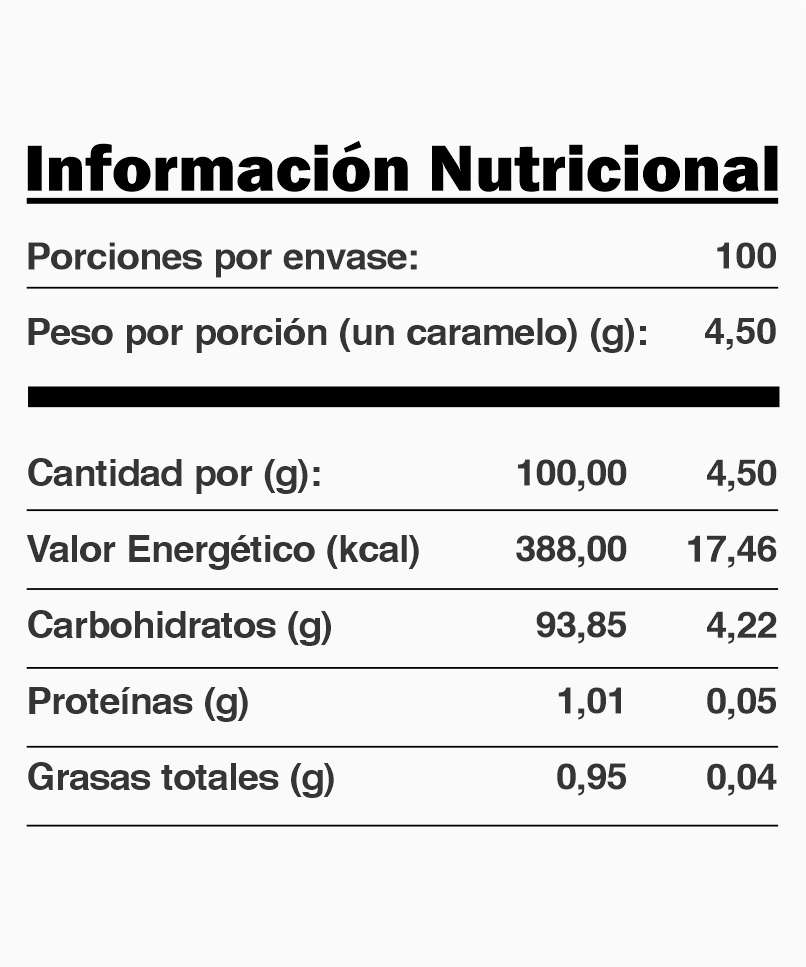 Información Nutricional
Porciones por envase: 100
Peso por porción (un caramelo) (g): 4,50
Cantidad por (g): 100,00 4,50
Valor Energético (kcal) 388,00 17,46
Carbohidratos (g) 93,85 4,22
Proteínas (g) 1,01 0,05
Grasas totales (g) 0,95 0,04